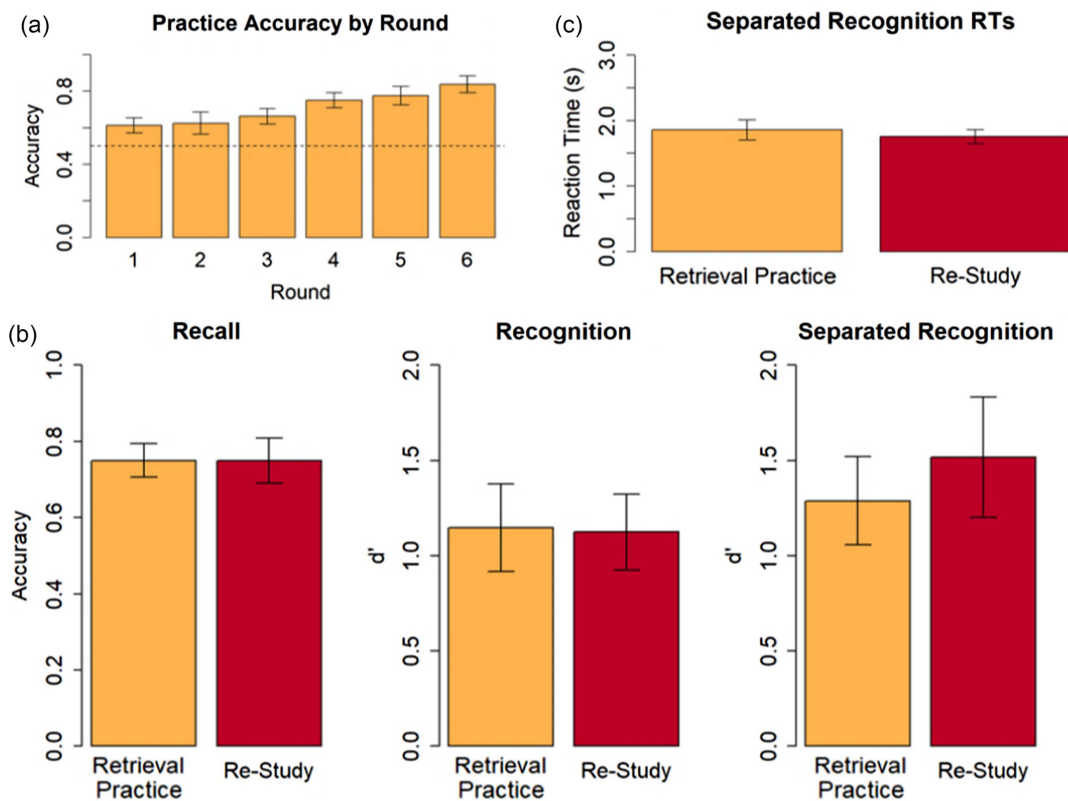 (a)
Practice Accuracy by Round
Accuracy
0.0
0.4
0.8
1
2
3
4
5
6
Round
(c)
Separated Recognition RTs
Reaction Time (s)
0.0
1.0
2.0
3.0
Retrieval Practice
Re-Study
(b)
Recall
Accuracy
0.0
0.2
0.4
0.6
0.8
1.0
Retrieval
Practice
Re-Study
Recognition
d'
0.0
0.5
1.0
1.5
2.0
Retrieval
Practice
Re-Study
Separated Recognition
d'
0.0
0.5
1.0
1.5
2.0
Retrieval
Practice
Re-Study